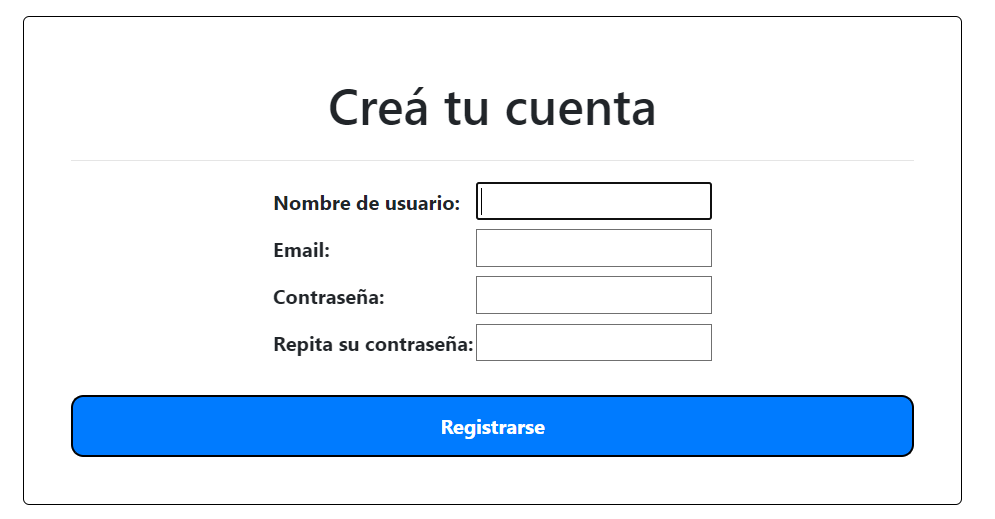 Creá tu cuenta
Nombre de usuario:
Email:
Contraseña:
Repita su contraseña:
Registrarse